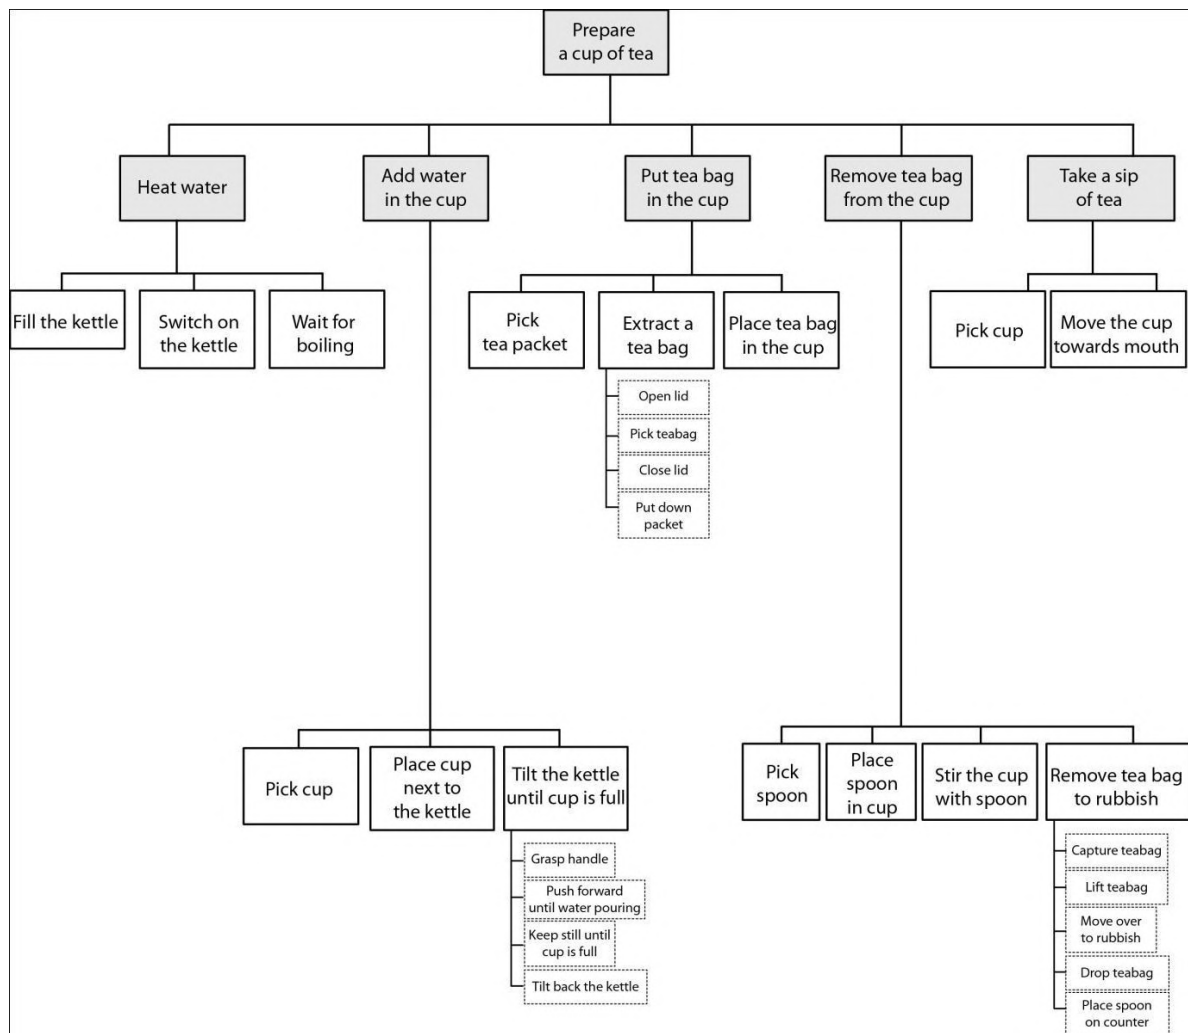 Prepare
a cup of tea
Heat water
Add water
in the cup
Put tea bag
in the cup
Remove tea bag
from the cup
Take a sip
of tea
Fill the kettle
Switch on
the kettle
Wait for
boiling
Pick
tea packet
Extract a
tea bag
Place tea bag
in the cup
Pick cup
Move the cup
towards mouth
Open lid
Pick teabag
Close lid
Put down
packet
Pick cup
Place cup
next to
the kettle
Tilt the kettle
until cup is full
Pick
spoon
Place
spoon
in cup
Stir the cup
with spoon
Remove tea bag
to rubbish
Grasp handle
Push forward
until water pouring
Keep still until
cup is full
Tilt back the kettle
Capture teabag
Lift teabag
Move over
to rubbish
Drop teabag
Place spoon
on counter